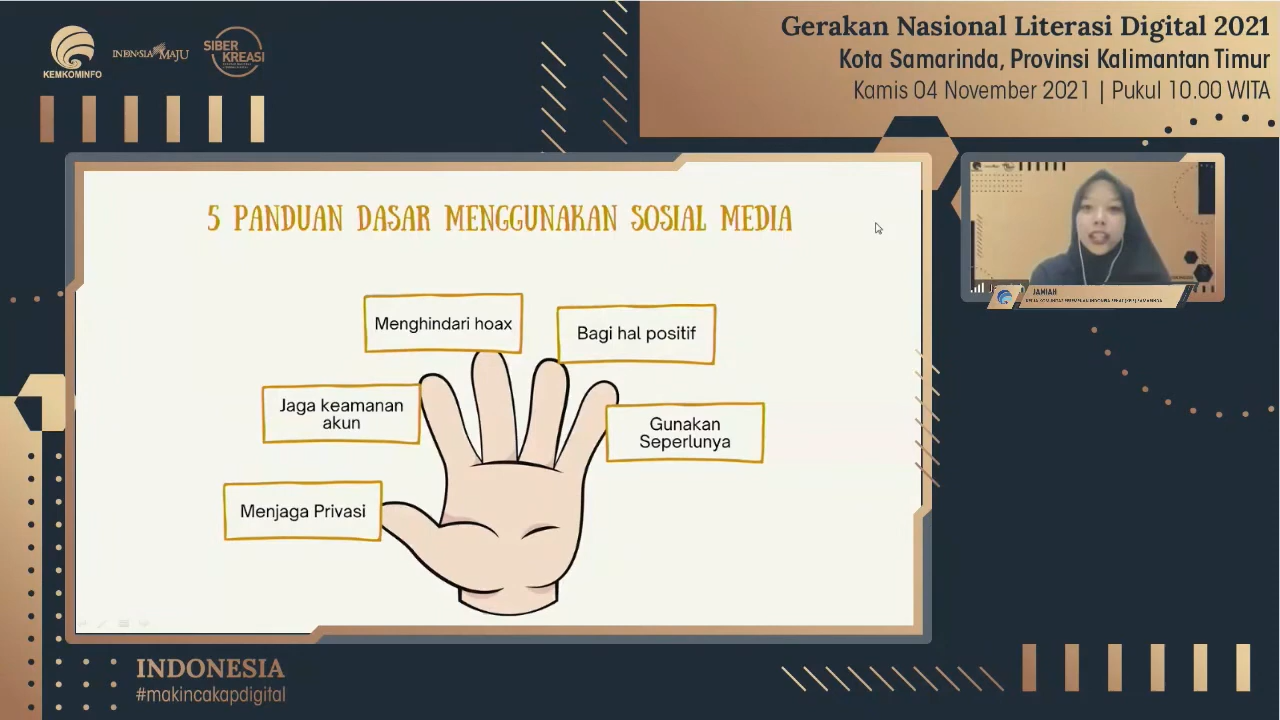 Gerakan Nasional Literasi Digital 2021
Kota Samarinda, Provinsi Kalimantan Timur
Kamis 04 November 2021 | Pukul 10.00 WITA
KEMKOMINFO
INDONESIA MAJU
SIBER
KREASI
5 PANDUAN DASAR MENGGUNAKAN SOSIAL MEDIA
Menghindari hoax
Bagi hal positif
Jaga keamanan
akun
Gunakan
Seperlunya
Menjaga Privasi
JAMIAH
INDONESIA
#makincakapdigital